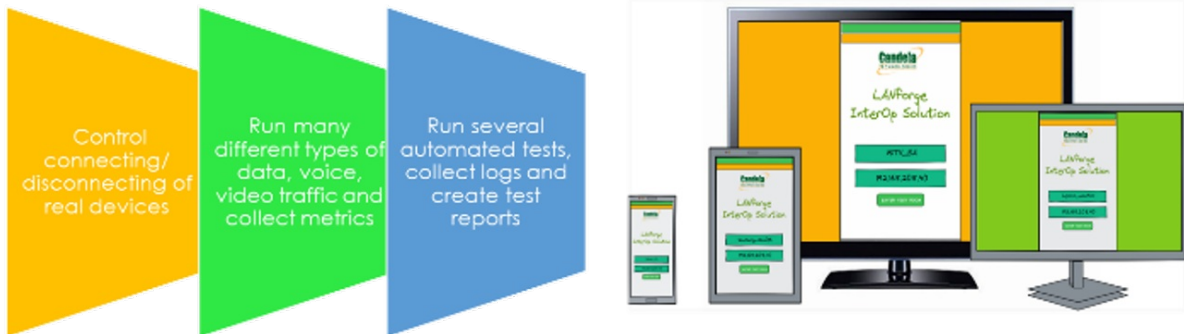 Control
connecting/
disconnecting of
real devices
Run many
different types of
data, voice,
video traffic and
collect metrics
Run several
automated tests,
collect logs and
create test
reports
Candela
LANforge
InterOp Solution
Candela
LANforge
InterOp Solution
Candela
LANforge
InterOp Solution
Candela
LANforge
InterOp Solution